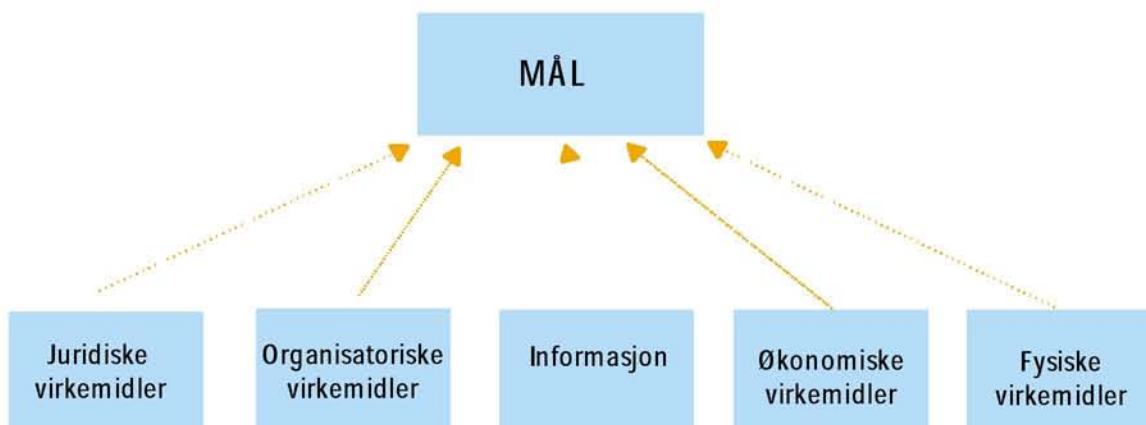 MÅL
Juridiske
virkemidler
Organisatoriske
virkemidler
Informasjon
Økonomiske
virkemidler
Fysiske
virkemidler